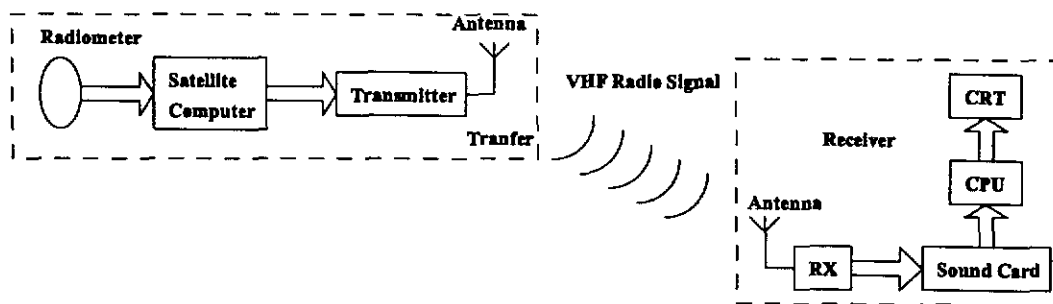 Radiometer
Antenna
Satellite
Computer
Transmitter
Tranfer
VHF Radio Signal
Receiver
CRT
CPU
Antenna
RX
Sound Card